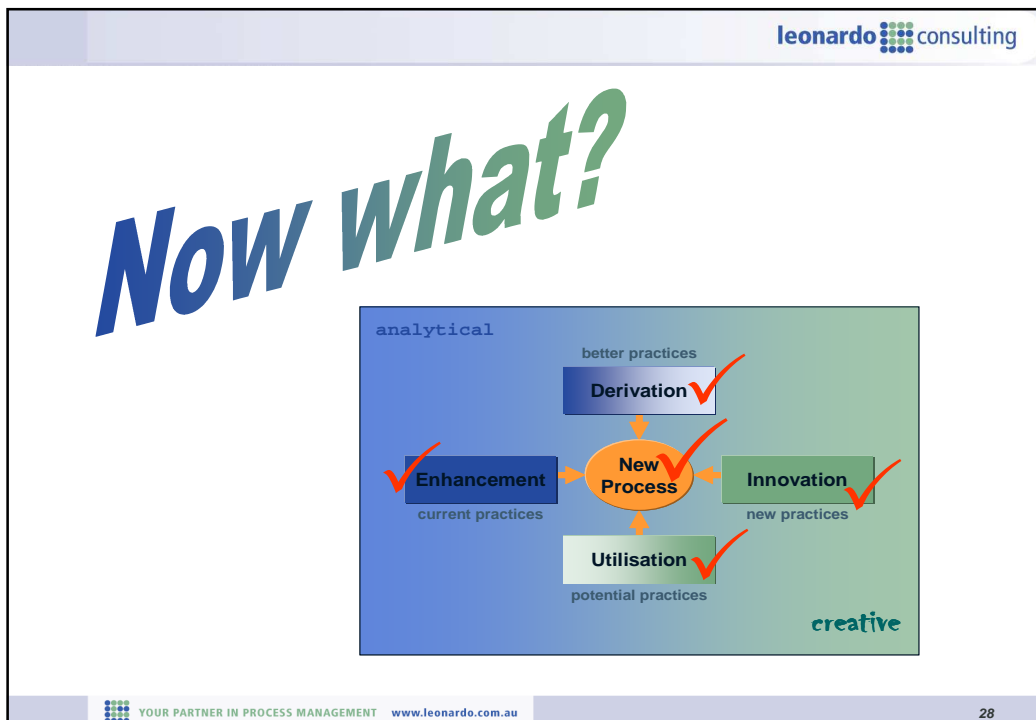 leonardo consulting
Now what?
analytical
better practices
Derivation
Enhancement
current practices
New
Process
Innovation
new practices
Utilisation
potential practices
creative
YOUR PARTNER IN PROCESS MANAGEMENT www.leonardo.com.au
28